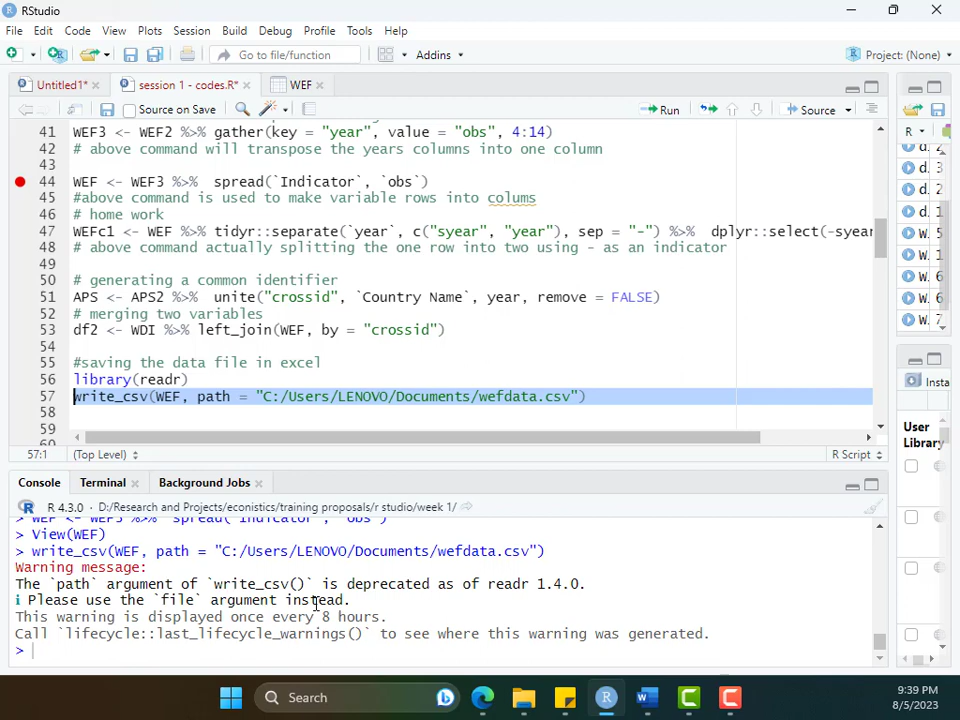 RStudio
File Edit Code View Plots Session Build Debug Profile Tools Help
Go to file/function Addins Project: (None)
Untitled1* session 1 - codes.R* WEF
Source on Save Run Source R
41 WEF3 <- WEF2 %>% gather(key = "year", value = "obs", 4:14)
42 # above command will transpose the years columns into one column
43
44 WEF <- WEF3 %>%  spread(`Indicator`, `obs`)
45 #above command is used to make variable rows into colums
46 # home work
47 WEFc1 <- WEF %>% tidyr::separate(`year`, c("syear", "year"), sep = "-") %>%  dplyr::select(-syear
48 # above command actually splitting the one row into two using - as an indicator
49
50 # generating a common identifier
51 APS <- APS2 %>%  unite("crossid", `Country Name`, year, remove = FALSE)
52 # merging two variables
53 df2 <- WDI %>% left_join(WEF, by = "crossid")
54
55 #saving the data file in excel
56 library(readr)
57 write_csv(WEF, path = "C:/Users/LENOVO/Documents/wefdata.csv")
58
59
60
57:1 (Top Level) R Script
d. 2
d. 3
d. 2
d. 1
W. 5
W. 1
W. 6
W. 6
W. 7
Insta
User
Library
Console Terminal Background Jobs
R 4.3.0 · D:/Research and Projects/econistics/training proposals/r studio/week 1/
> WEF <- WEF3 %>%  spread(`Indicator`, `obs`)
> View(WEF)
> write_csv(WEF, path = "C:/Users/LENOVO/Documents/wefdata.csv")
Warning message:
The `path` argument of `write_csv()` is deprecated as of readr 1.4.0.
i Please use the `file` argument instead.
This warning is displayed once every 8 hours.
Call `lifecycle::last_lifecycle_warnings()` to see where this warning was generated.
>
Search
9:39 PM
8/5/2023